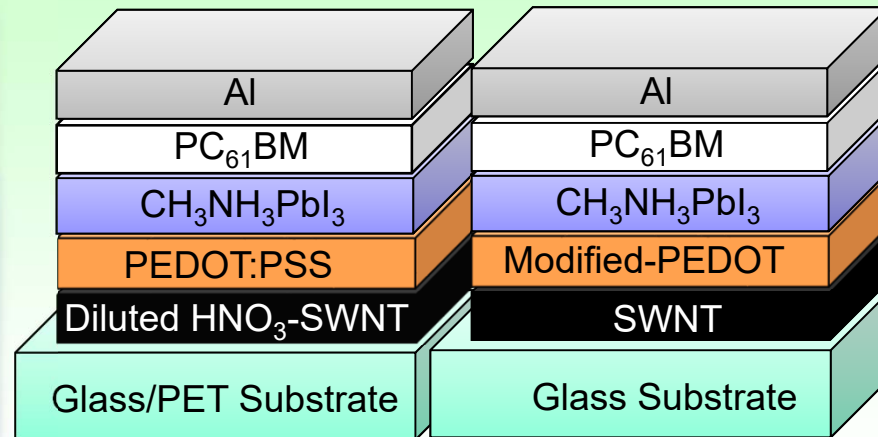 Al
PC₆₁BM
CH₃NH₃PbI₃
PEDOT:PSS
Diluted HNO₃-SWNT
Glass/PET Substrate
Al
PC₆₁BM
CH₃NH₃PbI₃
Modified-PEDOT
SWNT
Glass Substrate